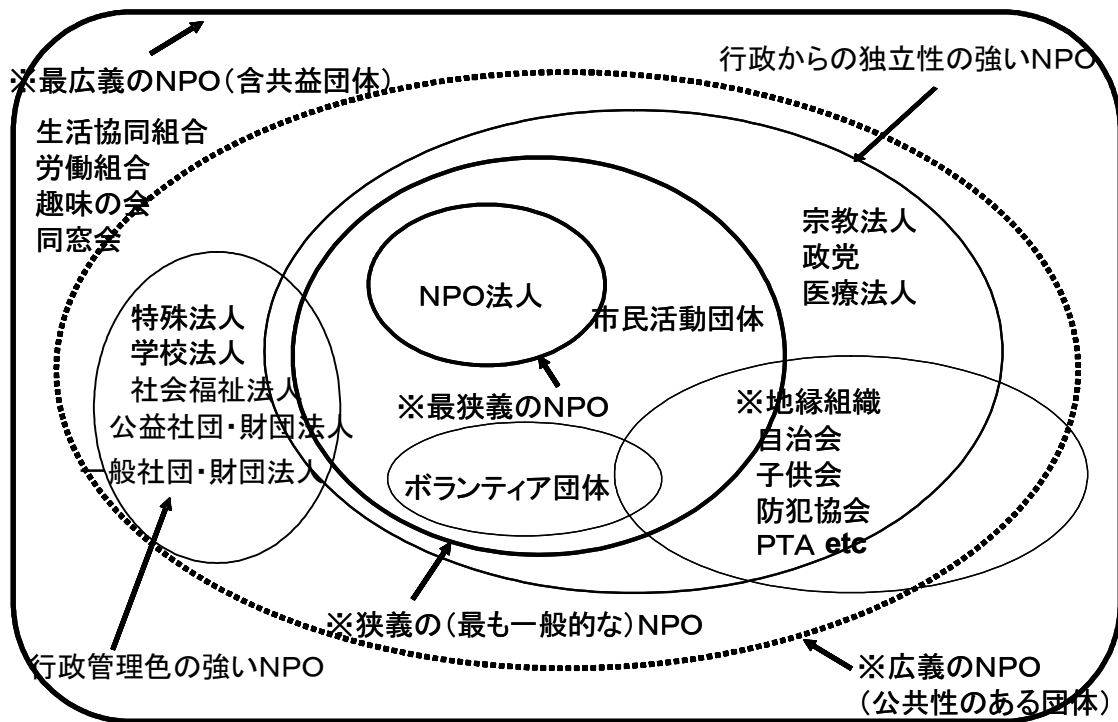 ※最広義のNPO(含共益団体)
行政からの独立性の強いNPO
生活協同組合
労働組合
趣味の会
同窓会
宗教法人
政党
医療法人
NPO法人
市民活動団体
特殊法人
学校法人
社会福祉法人
公益社団・財団法人
一般社団・財団法人
※最狭義のNPO
※地縁組織
自治会
子供会
防犯協会
PTA etc
ボランティア団体
※狭義の(最も一般的な)NPO
行政管理色の強いNPO
※広義のNPO
(公共性のある団体)